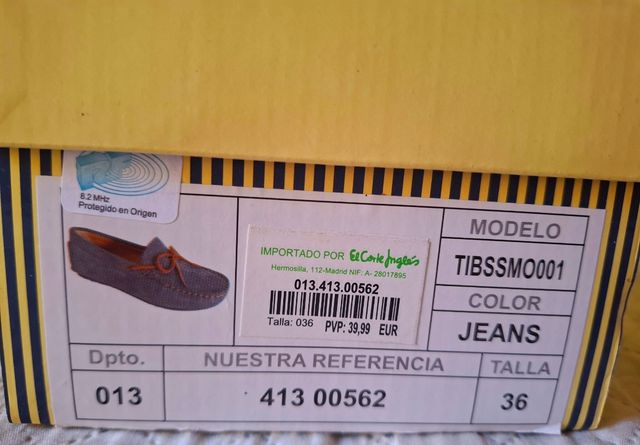 8.2 MHz
Protegido en Origen
IMPORTADO POR El Corte Inglés
Hermosilla, 112-Madrid NIF: A- 28017895
013.413.00562
Talla: 036 PVP: 39,99 EUR
MODELO
TIBSSMO001
COLOR
JEANS
Dpto. NUESTRA REFERENCIA TALLA
013 413 00562 36